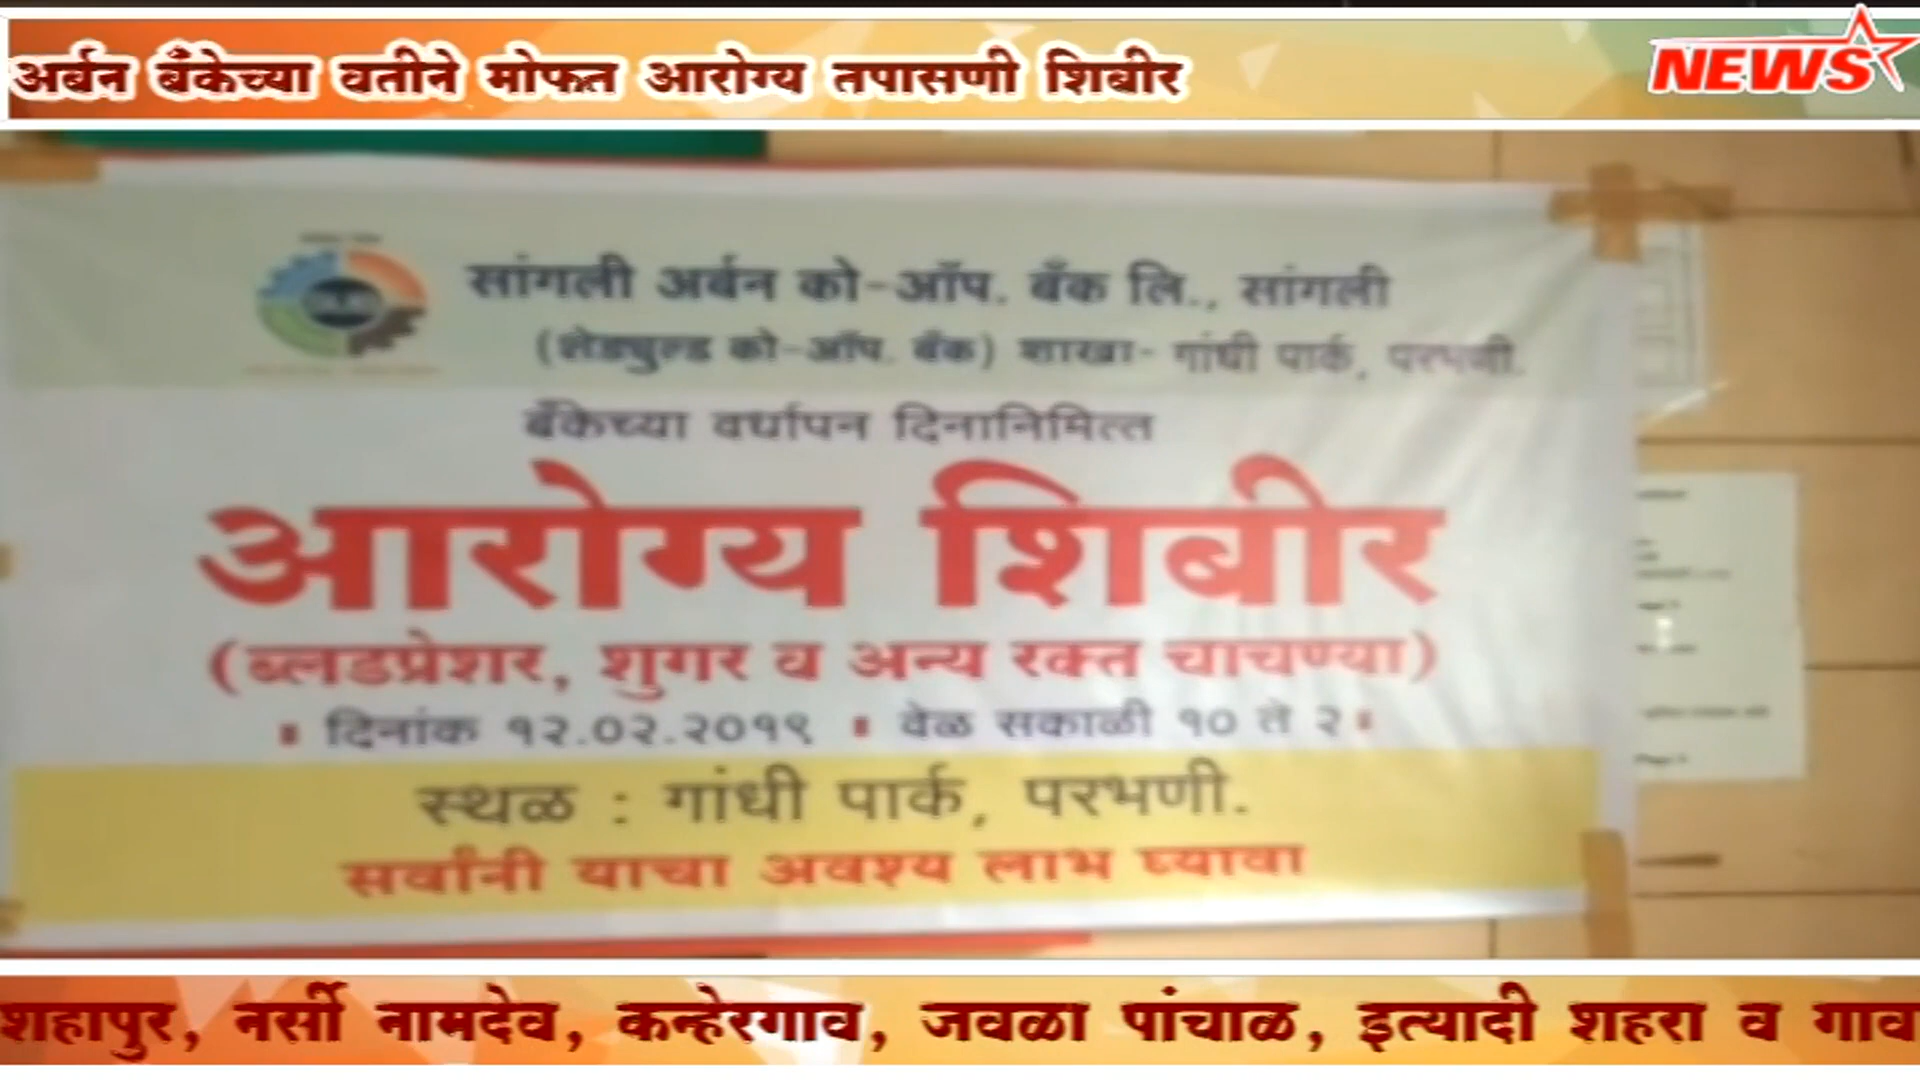 अर्बन बँकेच्या वतीने मोफत आरोग्य तपासणी शिबीर
NEWS
सांगली अर्बन को-ऑप. बँक लि., सांगली
(शेड्युल्ड को-ऑप. बँक) शाखा- गांधी पार्क, परभणी.
बँकेच्या वर्धापन दिनानिमित्त
आरोग्य शिबीर
(ब्लडप्रेशर, शुगर व अन्य रक्त चाचण्या)
दिनांक १२.०२.२०१९ वेळ सकाळी १० ते २
स्थळ : गांधी पार्क, परभणी.
सर्वांनी याचा अवश्य लाभ घ्यावा
शहापुर, नर्सी नामदेव, कन्हेरगाव, जवळा पांचाळ, इत्यादी शहरा व गाव